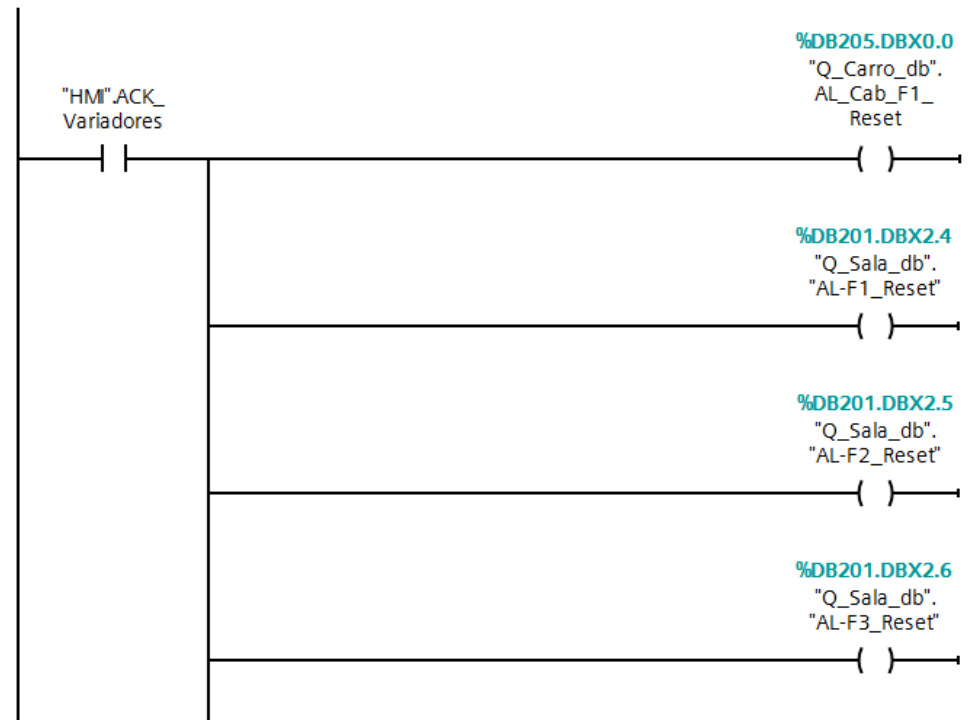 %DB205.DBX0.0
"Q_Carro_db".
AL_Cab_F1_
Reset
"HMI".ACK_
Variadores
%DB201.DBX2.4
"Q_Sala_db".
"AL-F1_Reset"
%DB201.DBX2.5
"Q_Sala_db".
"AL-F2_Reset"
%DB201.DBX2.6
"Q_Sala_db".
"AL-F3_Reset"